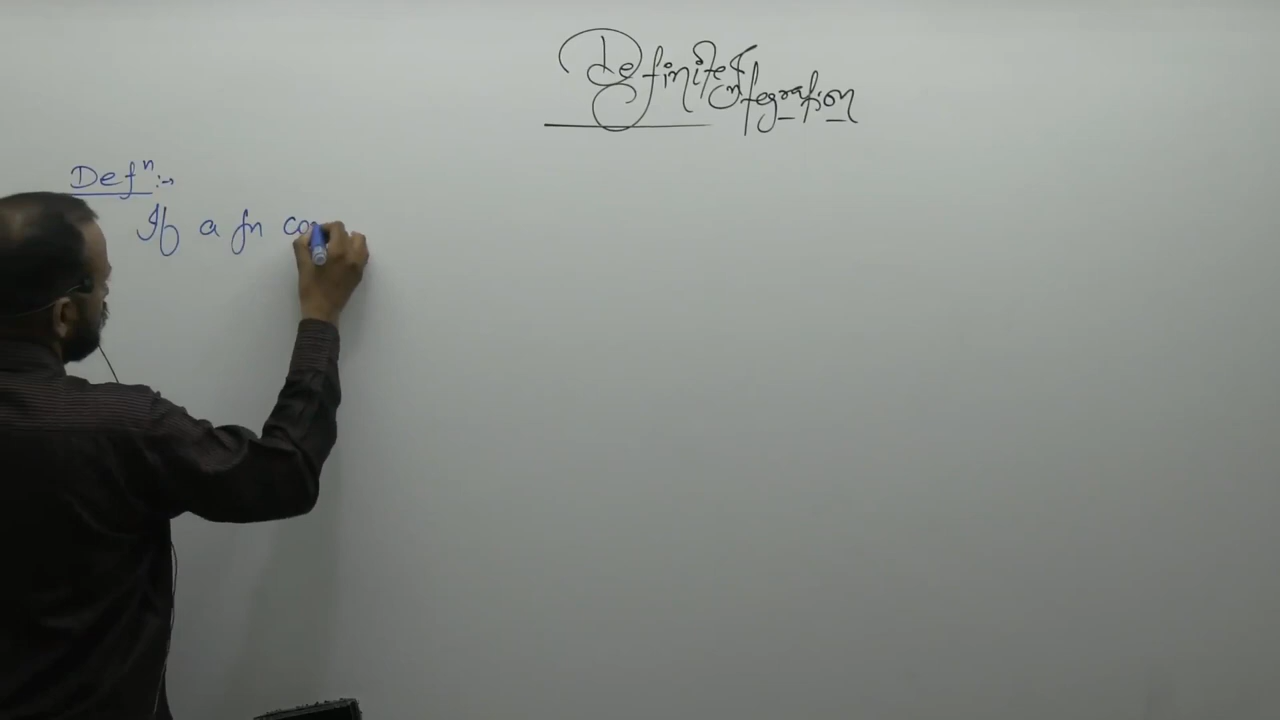 Definite Integration
Defⁿ :→
If a fn co